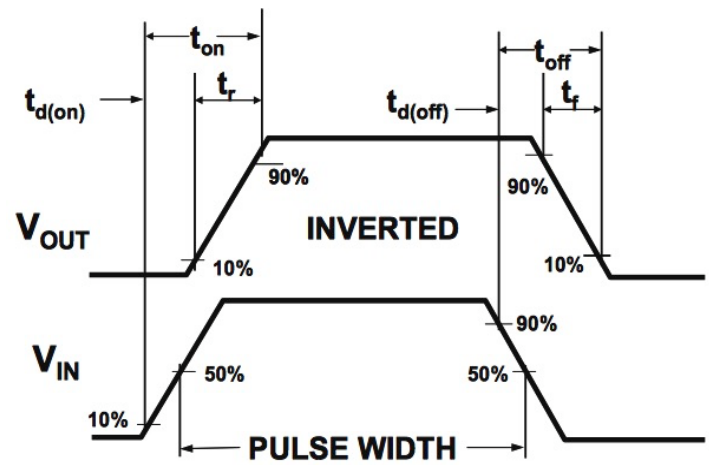 t_on
t_off
t_d(on)
t_r
t_d(off)
t_f
90%
90%
V_OUT
INVERTED
10%
10%
90%
V_IN
50%
50%
10%
PULSE WIDTH